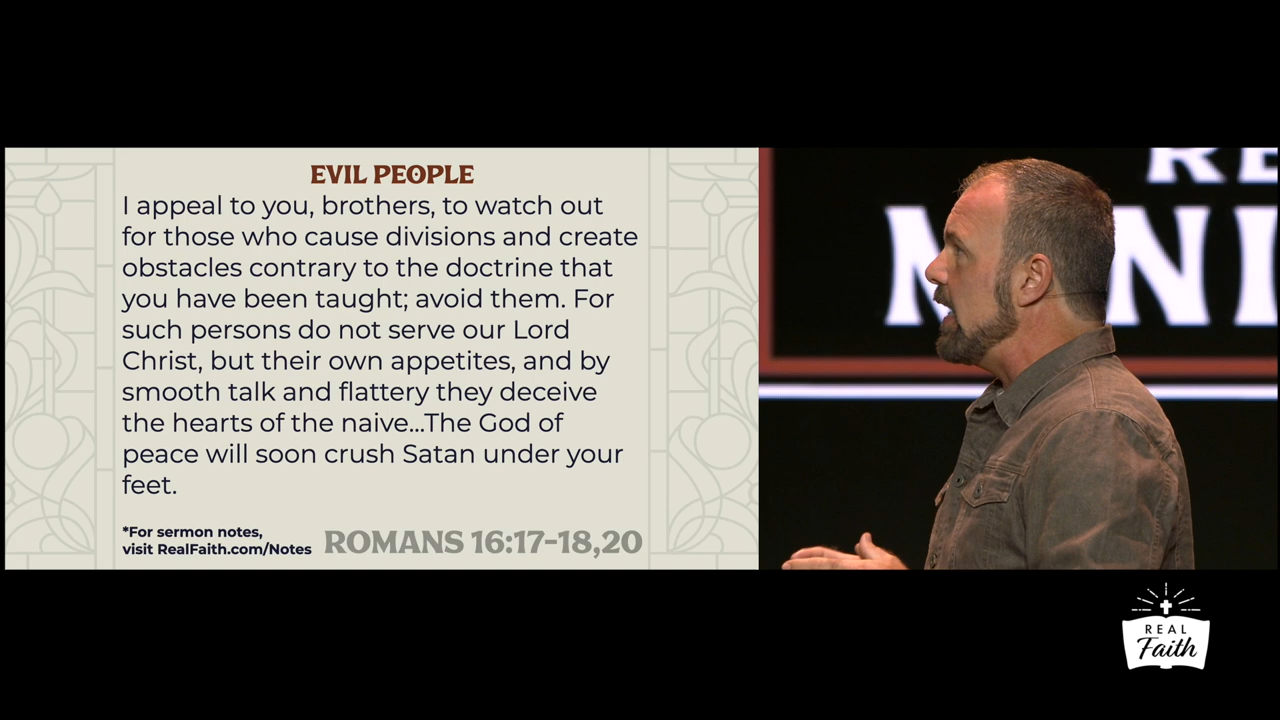 EVIL PEOPLE
I appeal to you, brothers, to watch out
for those who cause divisions and create
obstacles contrary to the doctrine that
you have been taught; avoid them. For
such persons do not serve our Lord
Christ, but their own appetites, and by
smooth talk and flattery they deceive
the hearts of the naive...The God of
peace will soon crush Satan under your
feet.
*For sermon notes,
visit RealFaith.com/Notes
ROMANS 16:17-18,20
RE
MINI
REAL
Faith